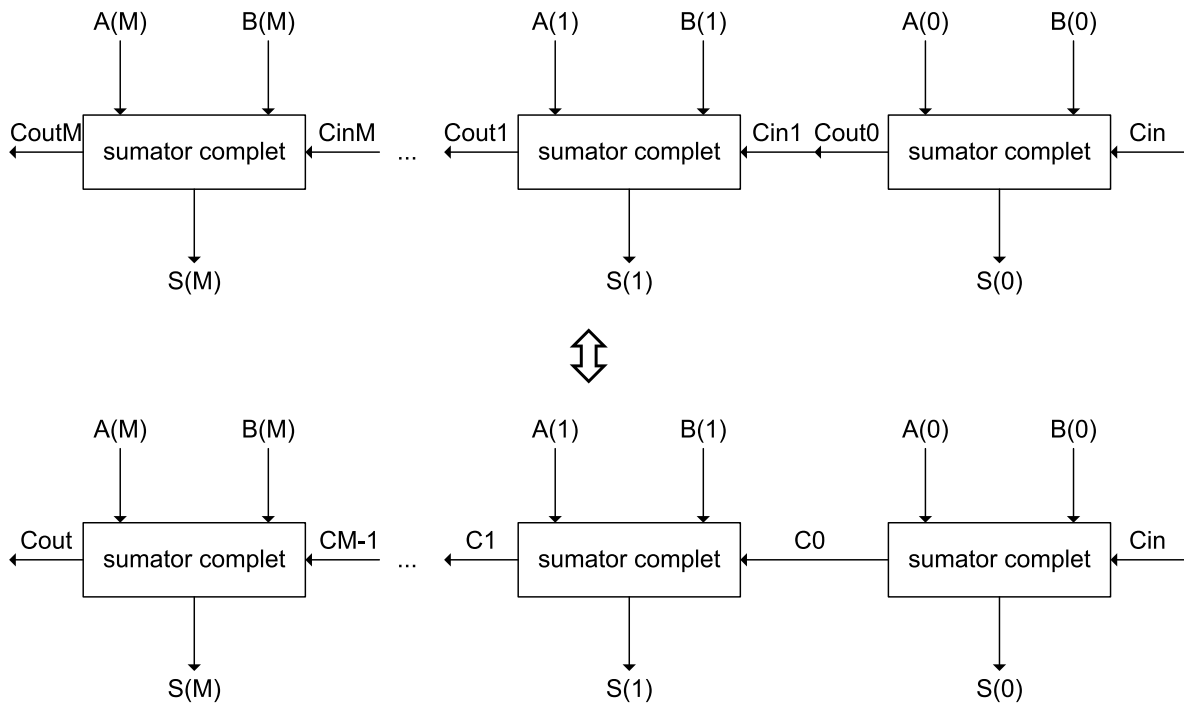 A(M) B(M) A(1) B(1) A(0) B(0)
CoutM sumator complet CinM ... Cout1 sumator complet Cin1 Cout0 sumator complet Cin
S(M) S(1) S(0)
A(M) B(M) A(1) B(1) A(0) B(0)
Cout sumator complet CM-1 ... C1 sumator complet C0 sumator complet Cin
S(M) S(1) S(0)